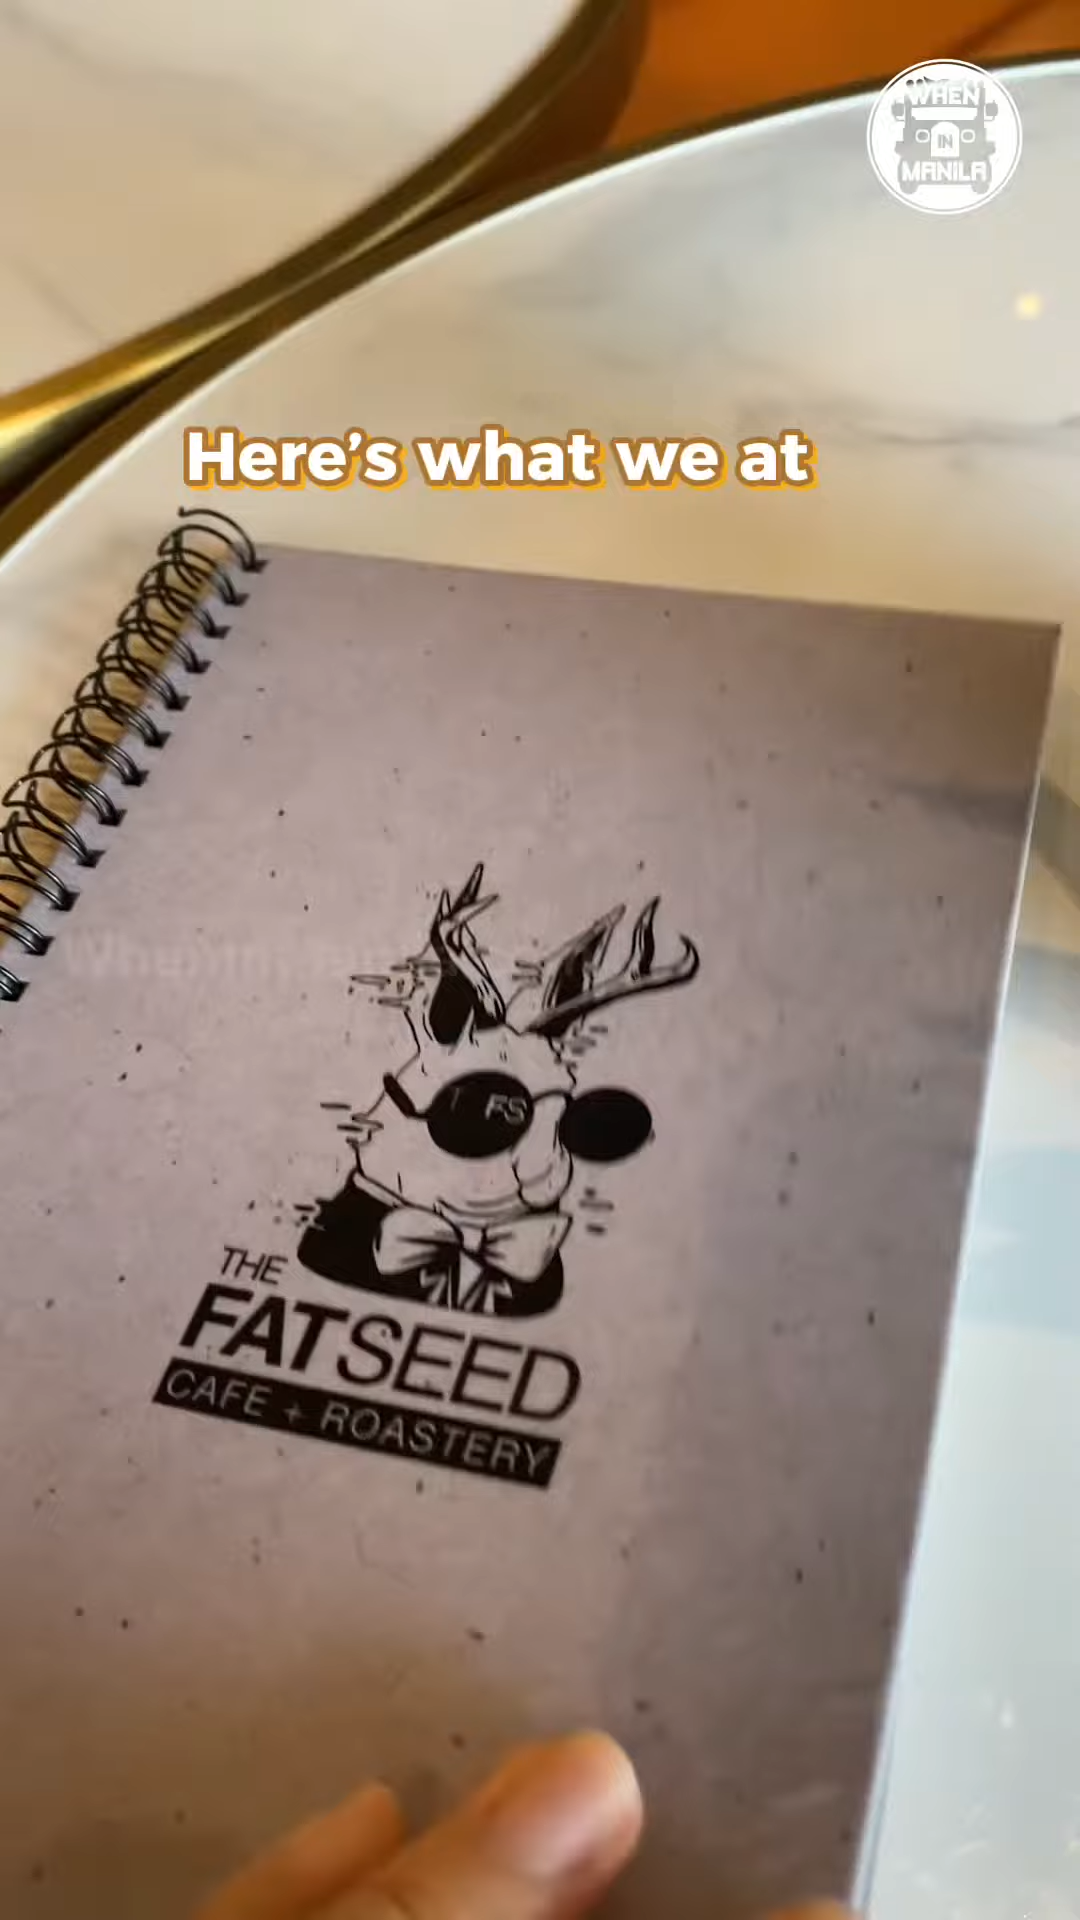 WHEN
IN
MANILA
Here's what we at
FS
THE
FATSEED
CAFE + ROASTERY